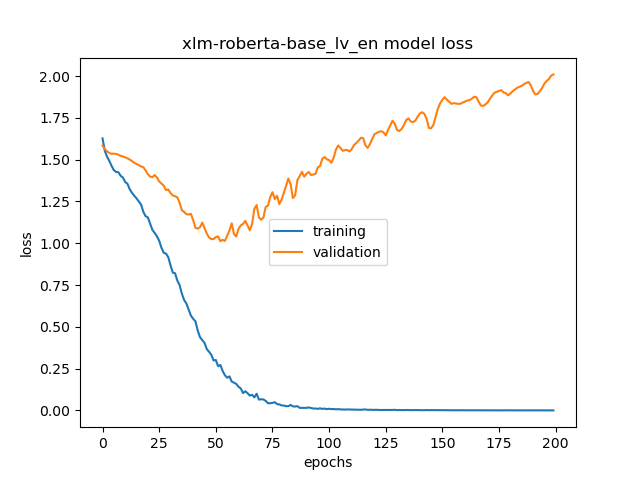 xlm-roberta-base_lv_en model loss
2.00
1.75
1.50
1.25
1.00
0.75
0.50
0.25
0.00
loss
training
validation
0 25 50 75 100 125 150 175 200
epochs